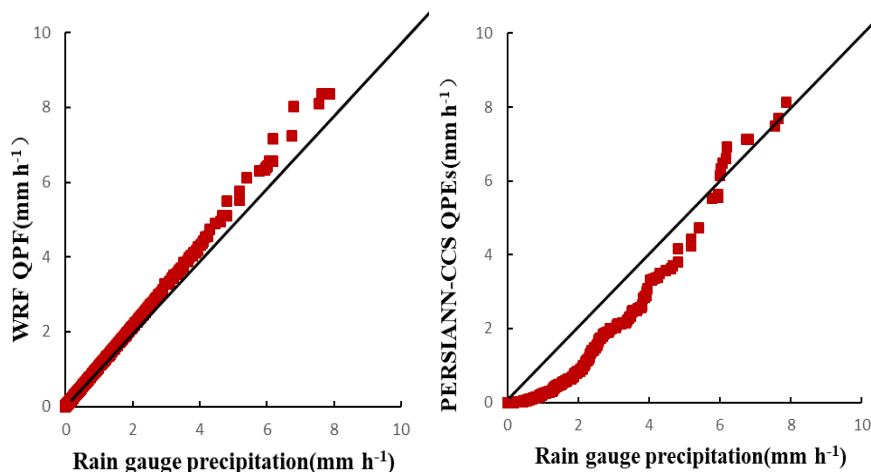 10
8
6
4
2
0
WRF QPF(mm h-1)
0 2 4 6 8 10
Rain gauge precipitation(mm h-1)
10
8
6
4
2
0
PERSIANN-CCS QPEs(mm h-1)
0 2 4 6 8 10
Rain gauge precipitation(mm h-1)